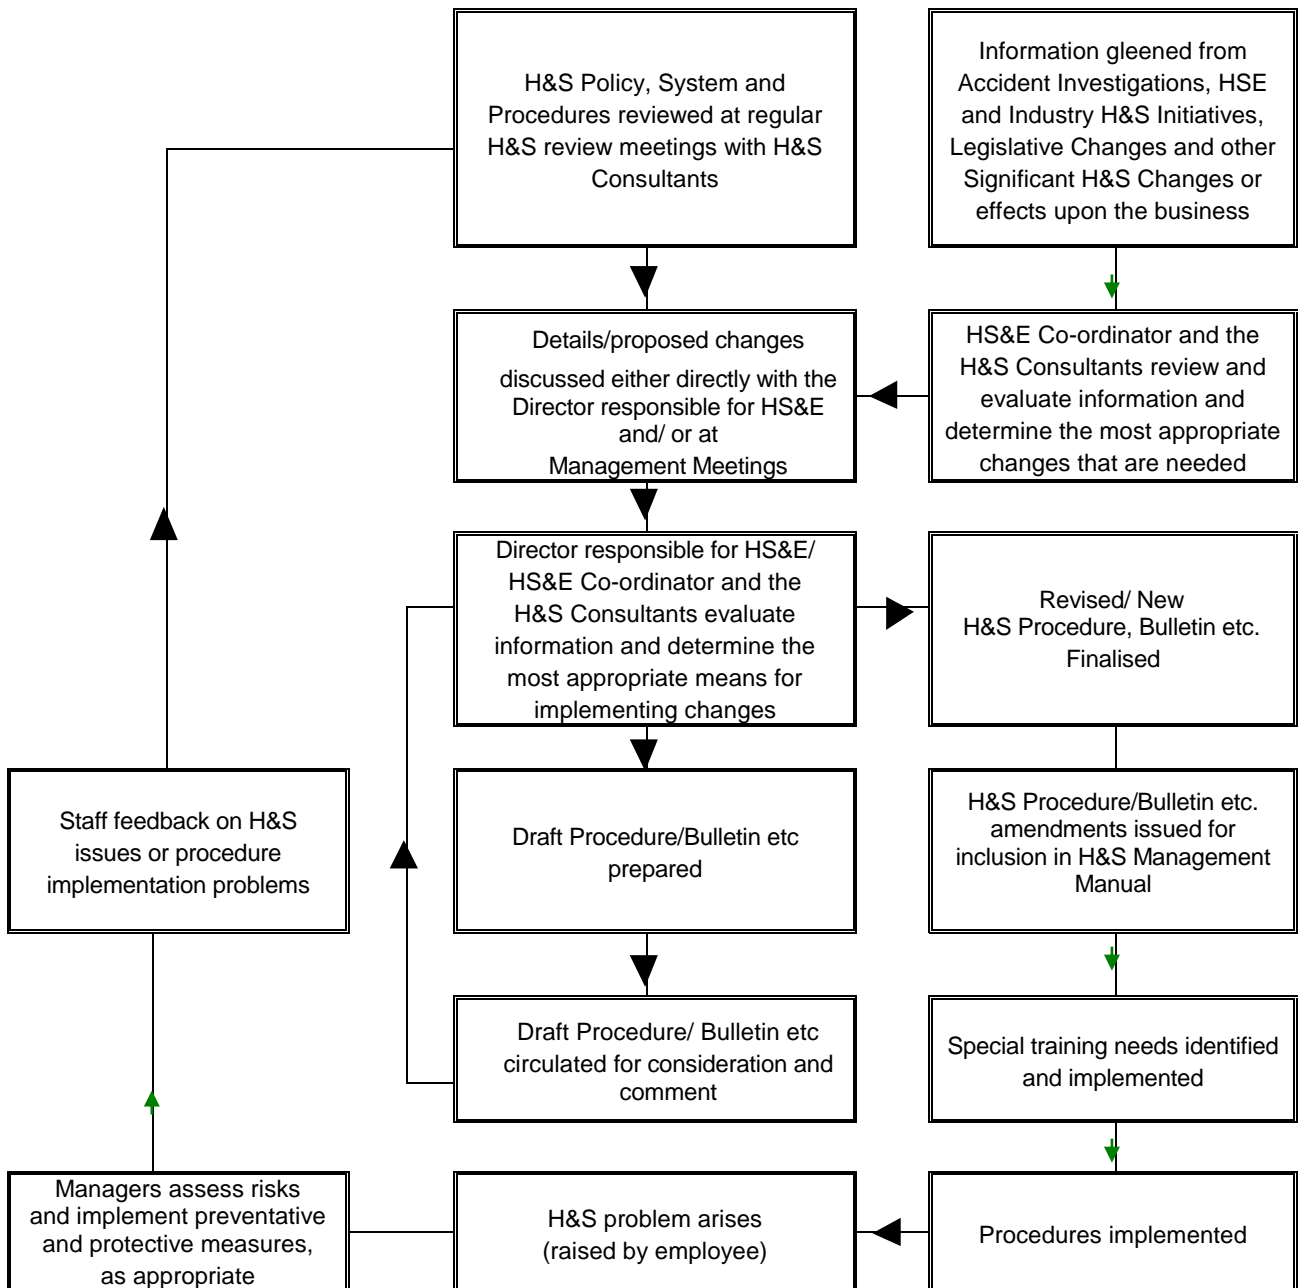 H&S Policy, System and
Procedures reviewed at regular
H&S review meetings with H&S
Consultants
Information gleened from
Accident Investigations, HSE
and Industry H&S Initiatives,
Legislative Changes and other
Significant H&S Changes or
effects upon the business
Details/proposed changes
discussed either directly with the
Director responsible for HS&E
and/ or at
Management Meetings
HS&E Co-ordinator and the
H&S Consultants review and
evaluate information and
determine the most appropriate
changes that are needed
Director responsible for HS&E/
HS&E Co-ordinator and the
H&S Consultants evaluate
information and determine the
most appropriate means for
implementing changes
Revised/ New
H&S Procedure, Bulletin etc.
Finalised
Staff feedback on H&S
issues or procedure
implementation problems
Draft Procedure/Bulletin etc
prepared
H&S Procedure/Bulletin etc.
amendments issued for
inclusion in H&S Management
Manual
Draft Procedure/ Bulletin etc
circulated for consideration and
comment
Special training needs identified
and implemented
Managers assess risks
and implement preventative
and protective measures,
as appropriate
H&S problem arises
(raised by employee)
Procedures implemented